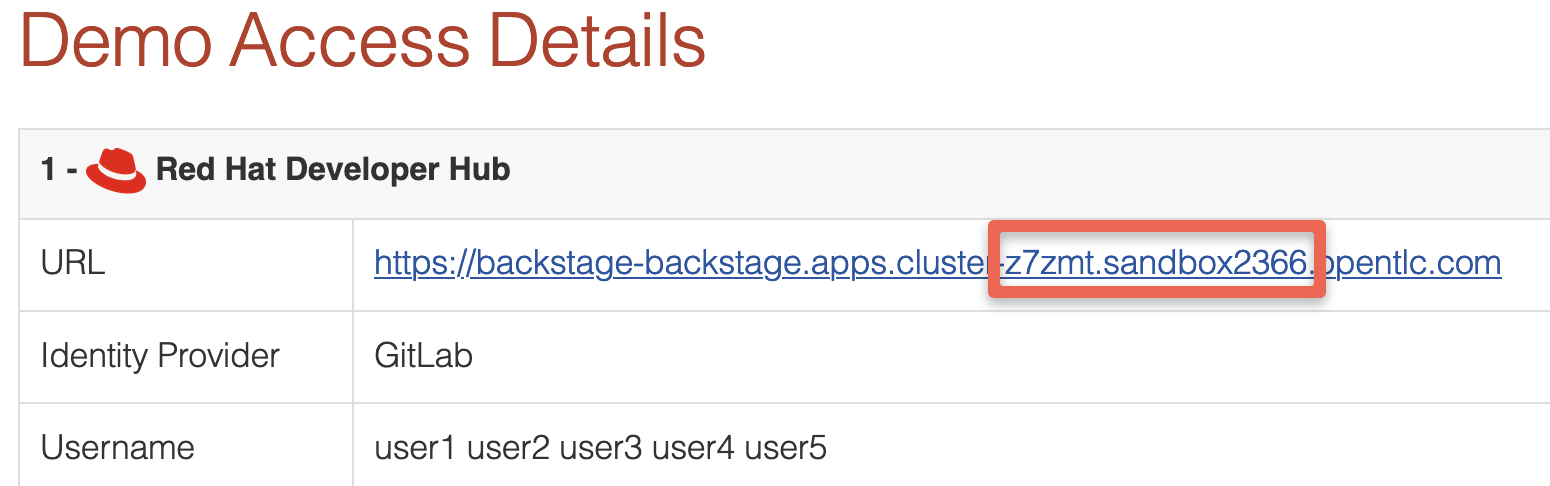 Demo Access Details
1 - Red Hat Developer Hub
URL https://backstage-backstage.apps.cluster-z7zmt.sandbox2366.opentlc.com
Identity Provider GitLab
Username user1 user2 user3 user4 user5